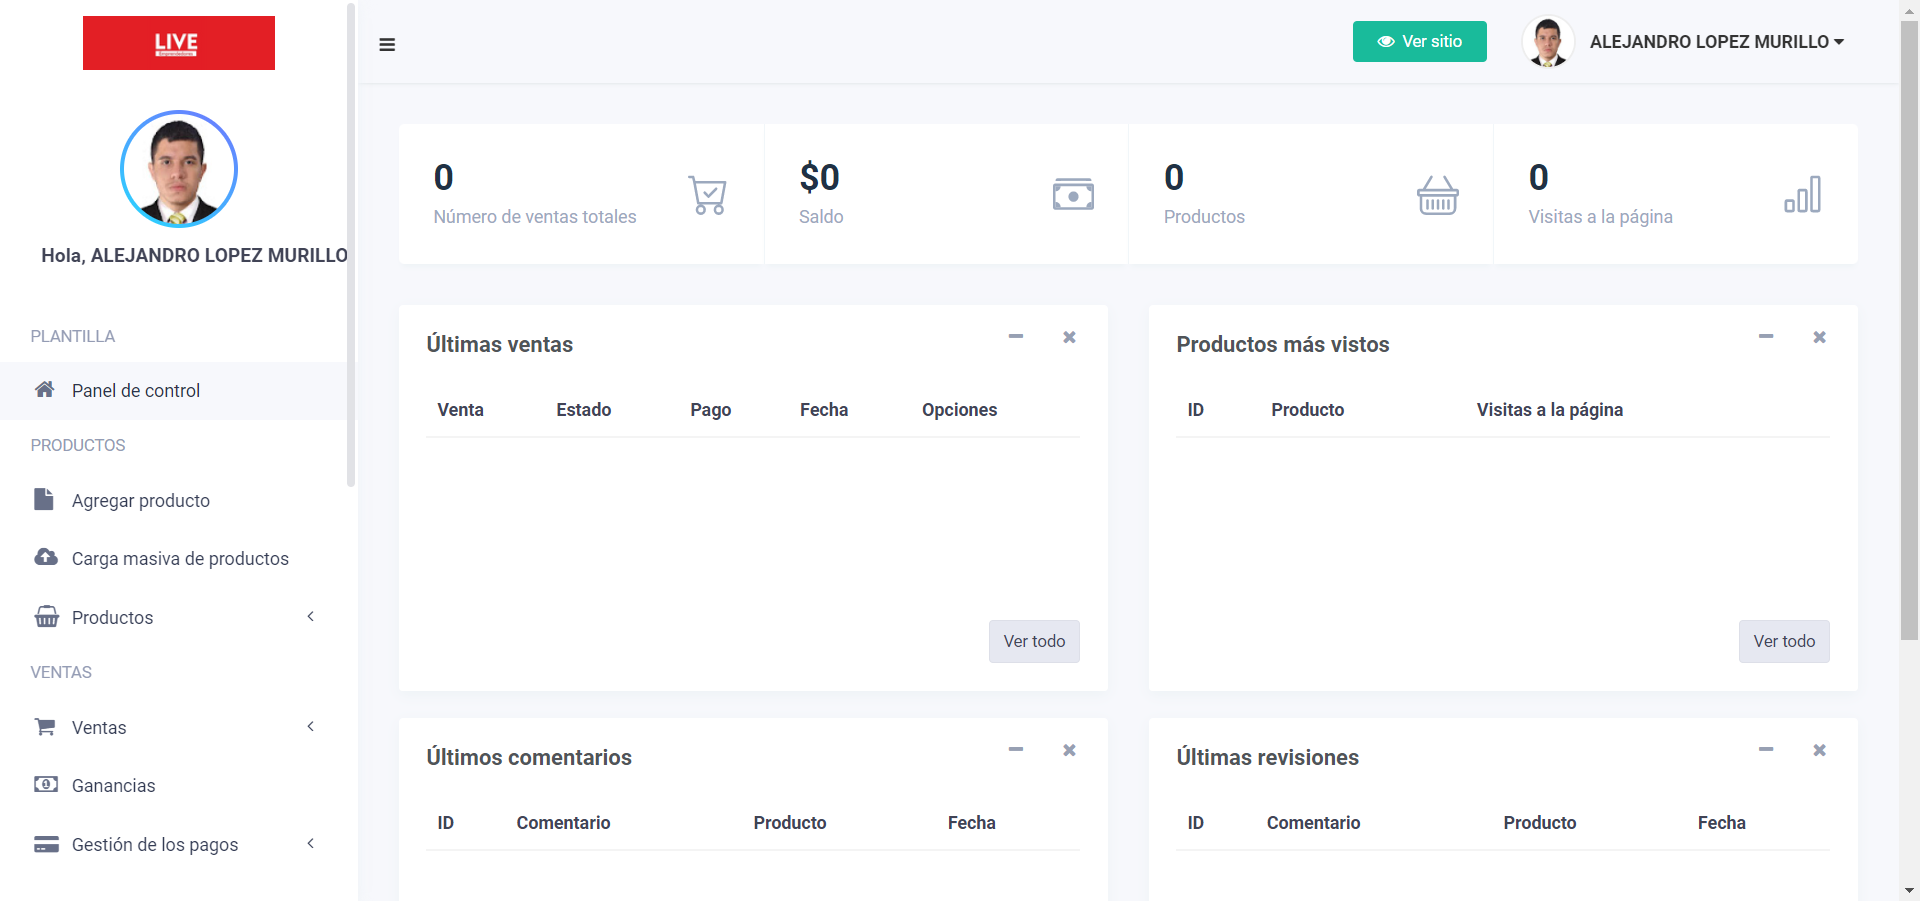 LIVE
Emprendedores
Ver sitio
ALEJANDRO LOPEZ MURILLO
Hola, ALEJANDRO LOPEZ MURILLO
PLANTILLA
Panel de control
PRODUCTOS
Agregar producto
Carga masiva de productos
Productos
VENTAS
Ventas
Ganancias
Gestión de los pagos
0
Número de ventas totales
$0
Saldo
0
Productos
0
Visitas a la página
Últimas ventas
Venta Estado Pago Fecha Opciones
Ver todo
Productos más vistos
ID Producto Visitas a la página
Ver todo
Últimos comentarios
ID Comentario Producto Fecha
Últimas revisiones
ID Comentario Producto Fecha